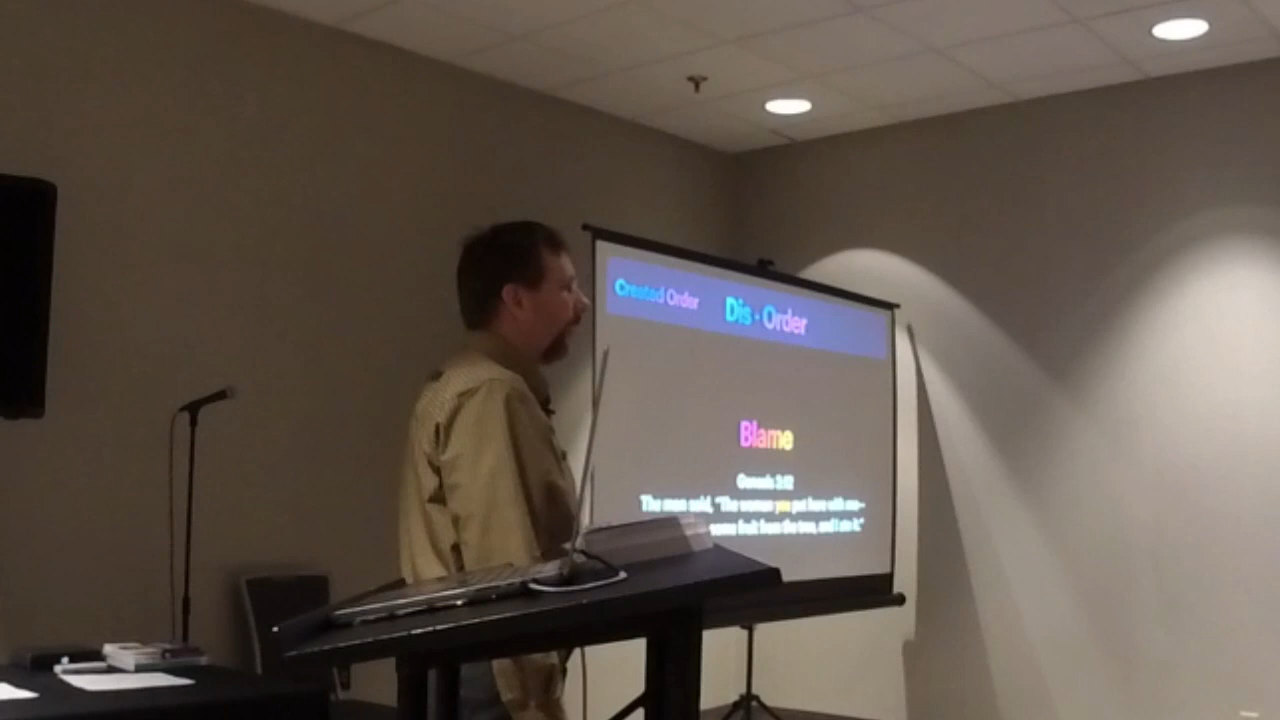 Created Order
Dis · Order
Blame
Genesis 3:12
The man said, "The woman you put here with me—
some fruit from the tree, and I ate it."